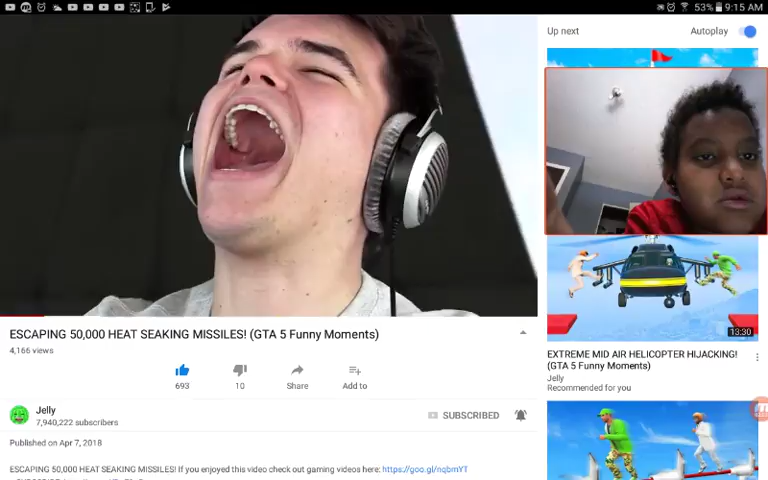 53% 9:15 AM
Up next Autoplay
ESCAPING 50,000 HEAT SEAKING MISSILES! (GTA 5 Funny Moments)
4,166 views
693 10 Share Add to
Jelly
7,940,222 subscribers
SUBSCRIBED
Published on Apr 7, 2018
ESCAPING 50,000 HEAT SEAKING MISSILES! If you enjoyed this video check out gaming videos here: https://goo.gl/nqbmYT
13:30
EXTREME MID AIR HELICOPTER HIJACKING!
(GTA 5 Funny Moments)
Jelly
Recommended for you